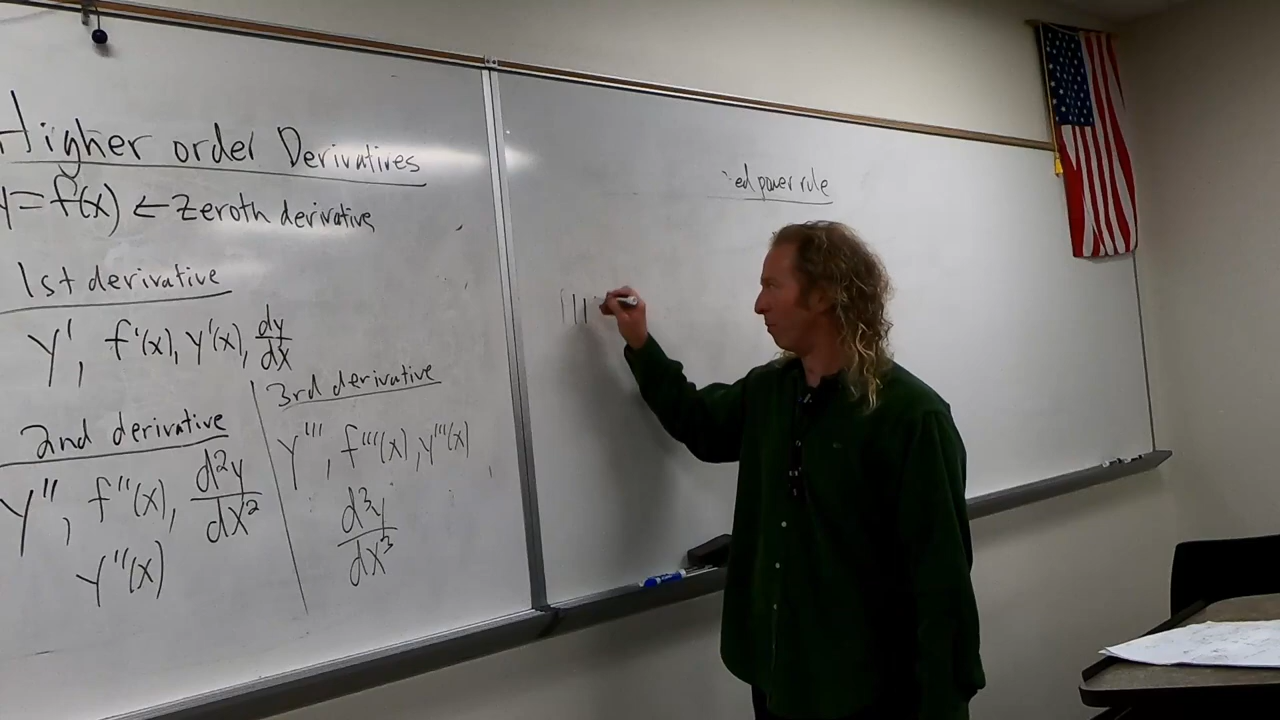 Higher order Derivatives
y = f(x) ← Zeroth derivative
1st derivative
y', f'(x), y'(x), dy/dx
2nd derivative
y'', f''(x), d²y/dx²
y''(x)
3rd derivative
y''', f'''(x), y'''(x)
d³y/dx³
power rule